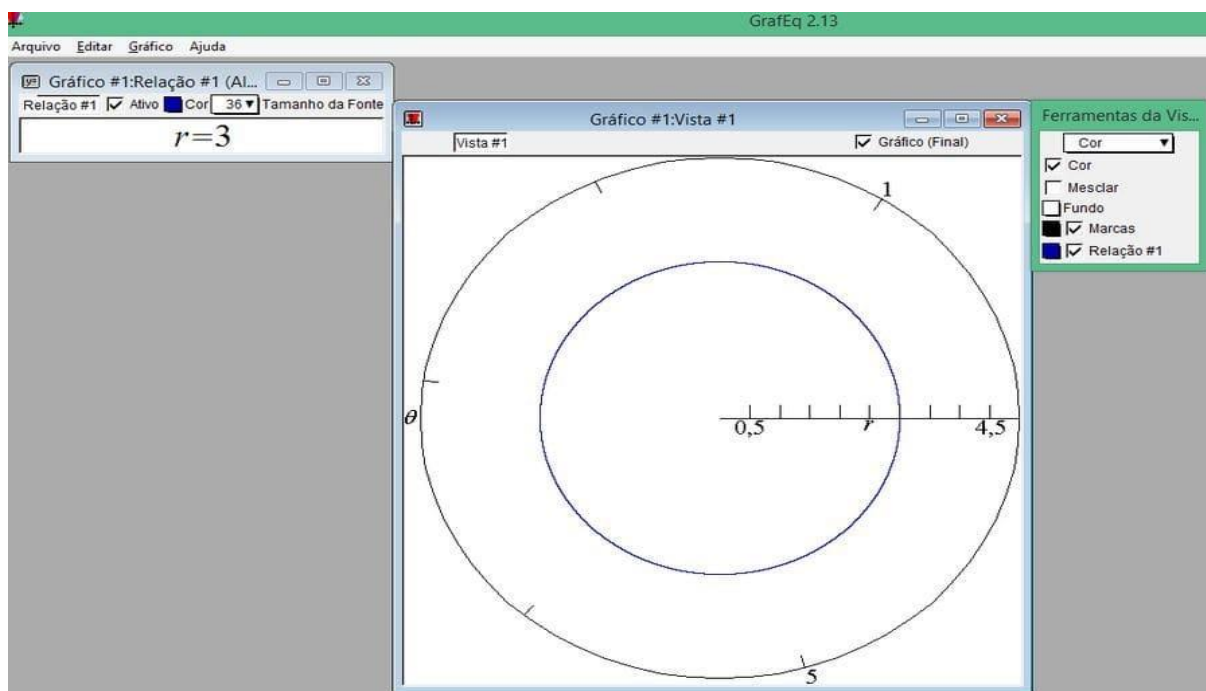 GrafEq 2.13
Arquivo Editar Gráfico Ajuda
Gráfico #1:Relação #1 (Al...
Relação #1 Ativo Cor 36 Tamanho da Fonte
r=3
Gráfico #1:Vista #1
Vista #1 Gráfico (Final)
1
θ
0,5 r 4,5
5
Ferramentas da Vis...
Cor
Cor
Mesclar
Fundo
Marcas
Relação #1